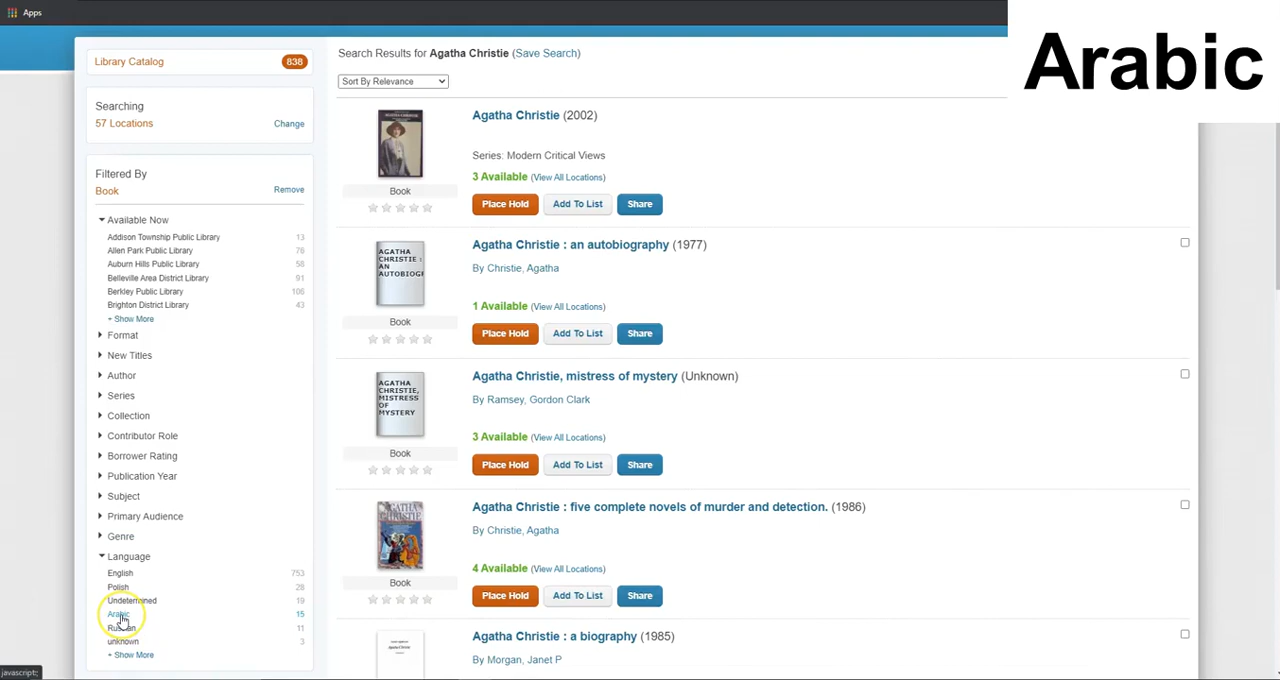 Apps
Arabic
Library Catalog 838
Searching
57 Locations Change
Filtered By
Book Remove
Available Now
Addison Township Public Library 13
Allen Park Public Library 76
Auburn Hills Public Library 58
Belleville Area District Library 91
Berkley Public Library 106
Brighton District Library 43
+ Show More
Format
New Titles
Author
Series
Collection
Contributor Role
Borrower Rating
Publication Year
Subject
Primary Audience
Genre
Language
English 753
Polish 28
Undetermined 19
Arabic 15
Russian 11
unknown 3
+ Show More
javascript:;
Search Results for Agatha Christie (Save Search)
Sort By Relevance
Agatha Christie (2002)
Series: Modern Critical Views
3 Available (View All Locations)
Book
Place Hold Add To List Share
AGATHA
CHRISTIE :
AN
AUTOBIOGR
Agatha Christie : an autobiography (1977)
By Christie, Agatha
1 Available (View All Locations)
Book
Place Hold Add To List Share
AGATHA
CHRISTIE,
MISTRESS
OF
MYSTERY
Agatha Christie, mistress of mystery (Unknown)
By Ramsey, Gordon Clark
3 Available (View All Locations)
Book
Place Hold Add To List Share
Agatha Christie : five complete novels of murder and detection. (1986)
By Christie, Agatha
4 Available (View All Locations)
Book
Place Hold Add To List Share
Agatha Christie : a biography (1985)
By Morgan, Janet P